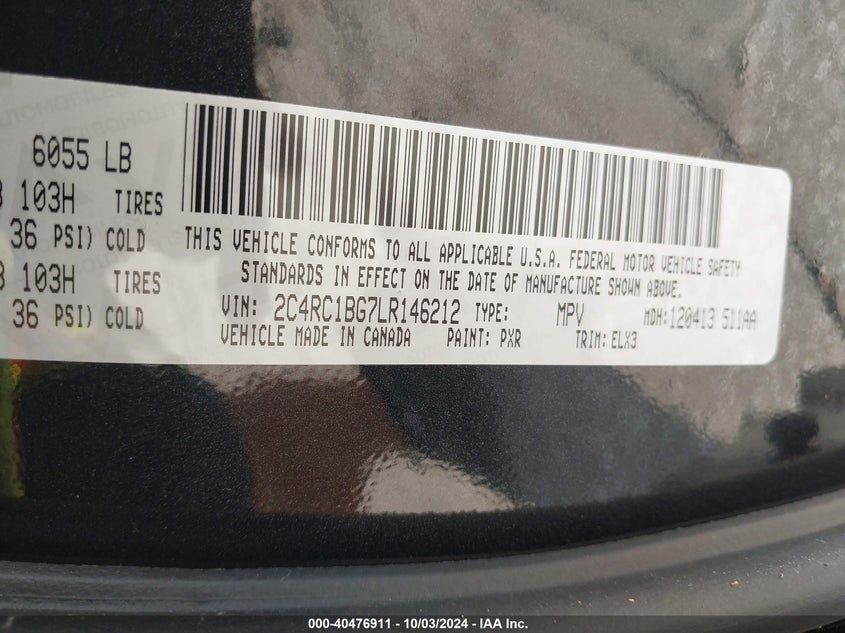 6055 LB
103H TIRES
36 PSI) COLD
103H TIRES
36 PSI) COLD
THIS VEHICLE CONFORMS TO ALL APPLICABLE U.S.A. FEDERAL MOTOR VEHICLE SAFETY
STANDARDS IN EFFECT ON THE DATE OF MANUFACTURE SHOWN ABOVE.
VIN: 2C4RC1BG7LR146212 TYPE: MPV MDH:120413 511AA
VEHICLE MADE IN CANADA PAINT: PXR TRIM: ELX3
000-40476911 - 10/03/2024 - IAA Inc.